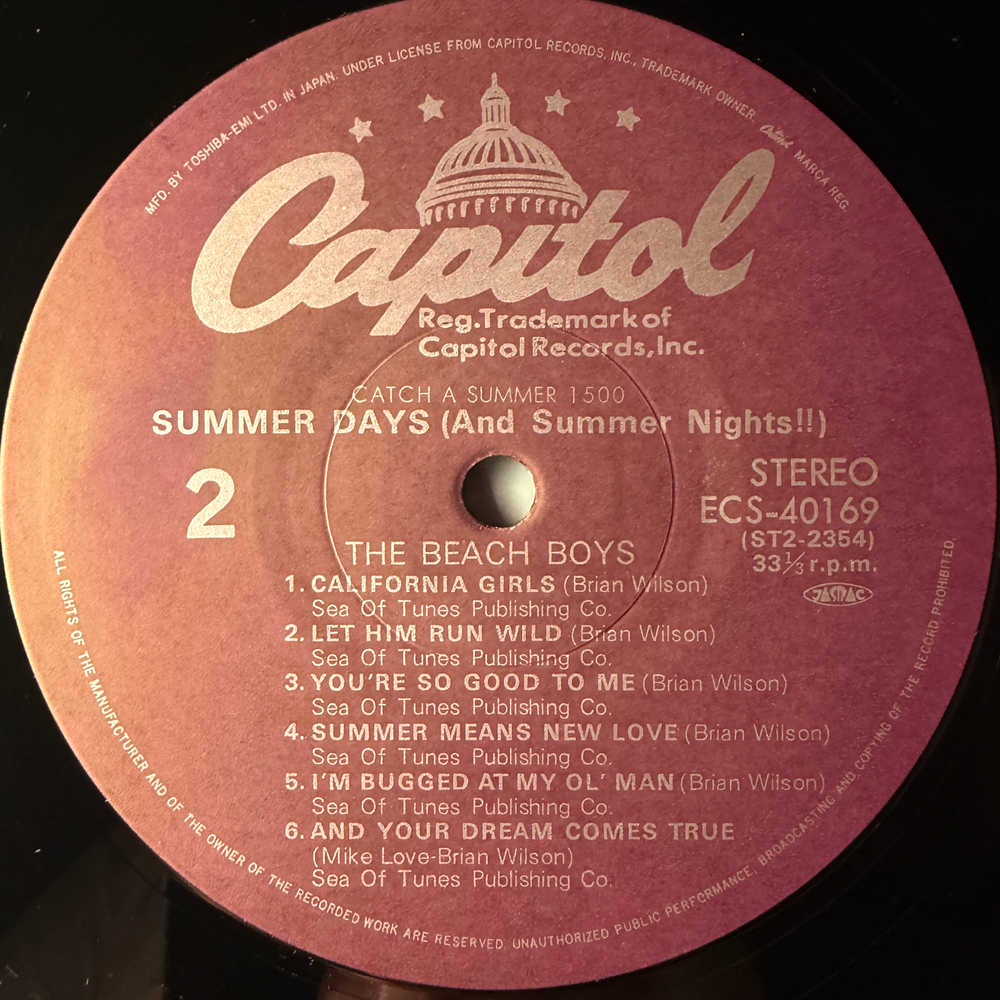 MFD. BY TOSHIBA-EMI LTD. IN JAPAN. UNDER LICENSE FROM CAPITOL RECORDS, INC., TRADEMARK OWNER Capitol MARCA REG.
Capitol
Reg.Trademark of
Capitol Records,Inc.
CATCH A SUMMER 1500
SUMMER DAYS (And Summer Nights!!)
2
STEREO
ECS-40169
(ST2-2354)
33⅓ r.p.m.
JASRAC
THE BEACH BOYS
1. CALIFORNIA GIRLS (Brian Wilson)
Sea Of Tunes Publishing Co.
2. LET HIM RUN WILD (Brian Wilson)
Sea Of Tunes Publishing Co.
3. YOU'RE SO GOOD TO ME (Brian Wilson)
Sea Of Tunes Publishing Co.
4. SUMMER MEANS NEW LOVE (Brian Wilson)
Sea Of Tunes Publishing Co.
5. I'M BUGGED AT MY OL' MAN (Brian Wilson)
Sea Of Tunes Publishing Co.
6. AND YOUR DREAM COMES TRUE
(Mike Love-Brian Wilson)
Sea Of Tunes Publishing Co.
ALL RIGHTS OF THE MANUFACTURER AND OF THE OWNER OF THE RECORDED WORK ARE RESERVED. UNAUTHORIZED PUBLIC PERFORMANCE, BROADCASTING AND COPYING OF THE RECORD PROHIBITED.